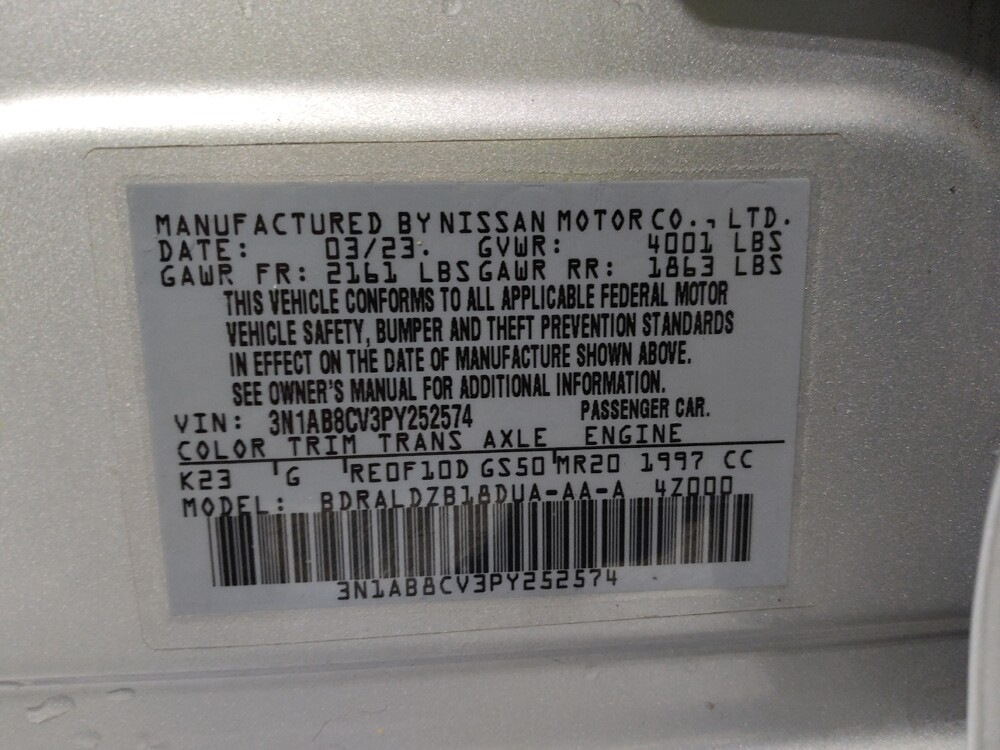 MANUFACTURED BY NISSAN MOTOR CO., LTD.
DATE: 03/23. GVWR: 4001 LBS
GAWR FR: 2161 LBS GAWR RR: 1863 LBS
THIS VEHICLE CONFORMS TO ALL APPLICABLE FEDERAL MOTOR
VEHICLE SAFETY, BUMPER AND THEFT PREVENTION STANDARDS
IN EFFECT ON THE DATE OF MANUFACTURE SHOWN ABOVE.
SEE OWNER'S MANUAL FOR ADDITIONAL INFORMATION.
VIN: 3N1AB8CV3PY252574 PASSENGER CAR.
COLOR TRIM TRANS AXLE ENGINE
K23 G RE0F10D GS50 MR20 1997 CC
MODEL: BDRALDZB18DUA-AA-A 4Z000
3N1AB8CV3PY252574